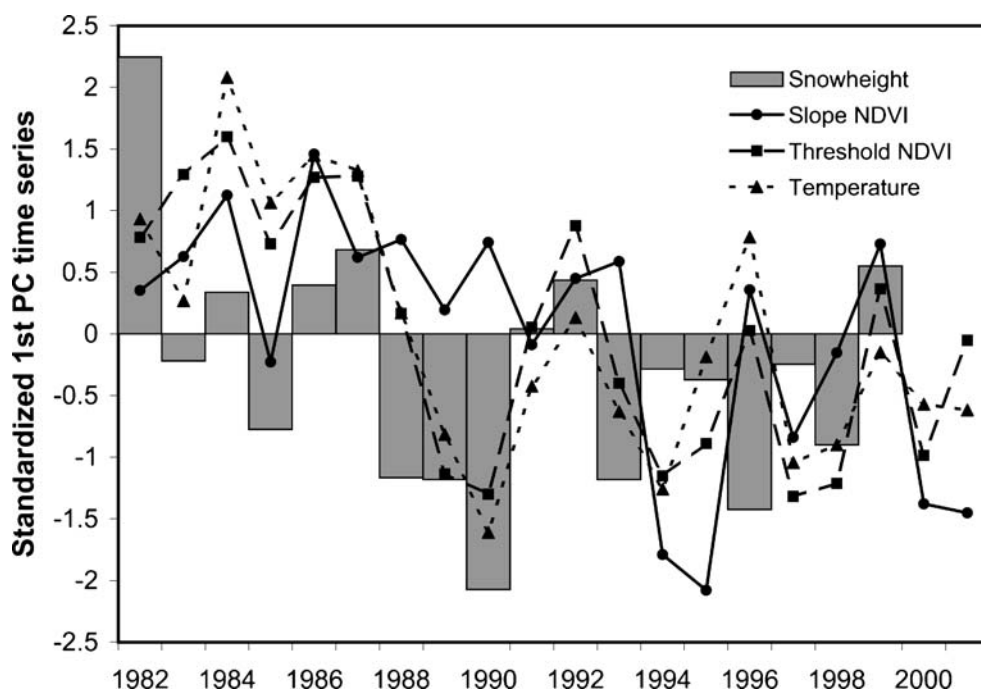 Standardized 1st PC time series
2.5
2
1.5
1
0.5
0
-0.5
-1
-1.5
-2
-2.5
Snowheight
Slope NDVI
Threshold NDVI
Temperature
1982 1984 1986 1988 1990 1992 1994 1996 1998 2000